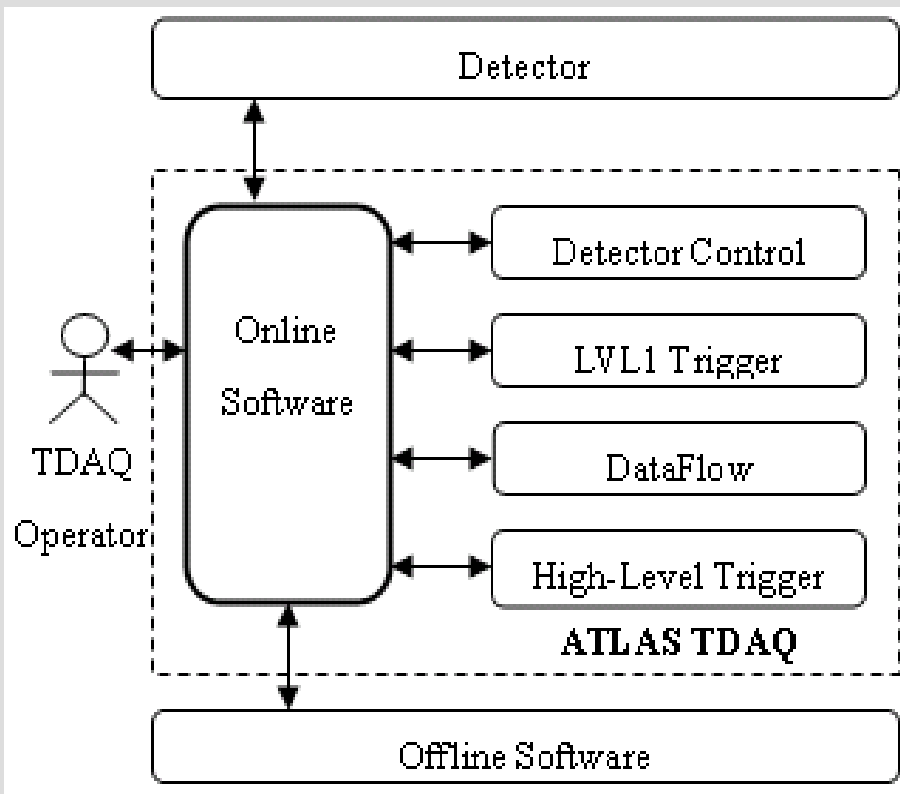 Detector
Detector Control
Online
Software
LVL1 Trigger
DataFlow
TDAQ
Operator
High-Level Trigger
ATLAS TDAQ
Offline Software